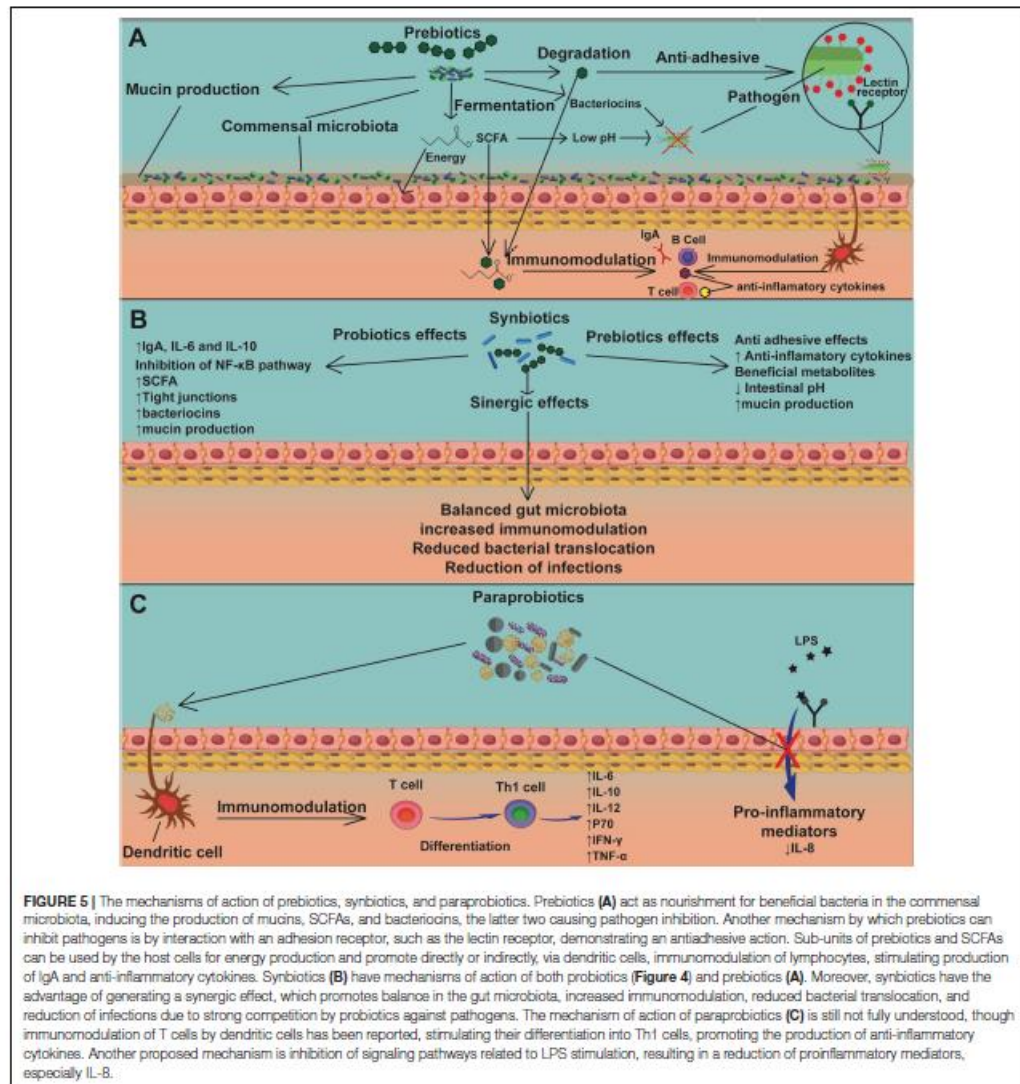 A
Prebiotics
Degradation
Anti-adhesive
Lectin
receptor
Mucin production
Fermentation
Bacteriocins
Pathogen
Commensal microbiota
SCFA
Low pH
Energy
IgA
B Cell
Immunomodulation
Immunomodulation
T cell
anti-inflamatory cytokines
B
Synbiotics
Probiotics effects
Prebiotics effects
↑IgA, IL-6 and IL-10
Inhibition of NF-κB pathway
↑SCFA
↑Tight junctions
↑bacteriocins
↑mucin production
Anti adhesive effects
↑ Anti-inflamatory cytokines
Beneficial metabolites
↓ Intestinal pH
↑mucin production
Sinergic effects
Balanced gut microbiota
increased immunomodulation
Reduced bacterial translocation
Reduction of infections
C
Paraprobiotics
LPS
T cell
Th1 cell
Immunomodulation
Differentiation
↑IL-6
↑IL-10
↑IL-12
↑P70
↑IFN-γ
↑TNF-α
Pro-inflammatory
mediators
↓IL-8
Dendritic cell
FIGURE 5 | The mechanisms of action of prebiotics, synbiotics, and paraprobiotics. Prebiotics (A) act as nourishment for beneficial bacteria in the commensal
microbiota, inducing the production of mucins, SCFAs, and bacteriocins, the latter two causing pathogen inhibition. Another mechanism by which prebiotics can
inhibit pathogens is by interaction with an adhesion receptor, such as the lectin receptor, demonstrating an antiadhesive action. Sub-units of prebiotics and SCFAs
can be used by the host cells for energy production and promote directly or indirectly, via dendritic cells, immunomodulation of lymphocytes, stimulating production
of IgA and anti-inflammatory cytokines. Synbiotics (B) have mechanisms of action of both probiotics (Figure 4) and prebiotics (A). Moreover, synbiotics have the
advantage of generating a synergic effect, which promotes balance in the gut microbiota, increased immunomodulation, reduced bacterial translocation, and
reduction of infections due to strong competition by probiotics against pathogens. The mechanism of action of paraprobiotics (C) is still not fully understood, though
immunomodulation of T cells by dendritic cells has been reported, stimulating their differentiation into Th1 cells, promoting the production of anti-inflammatory
cytokines. Another proposed mechanism is inhibition of signaling pathways related to LPS stimulation, resulting in a reduction of proinflammatory mediators,
especially IL-8.